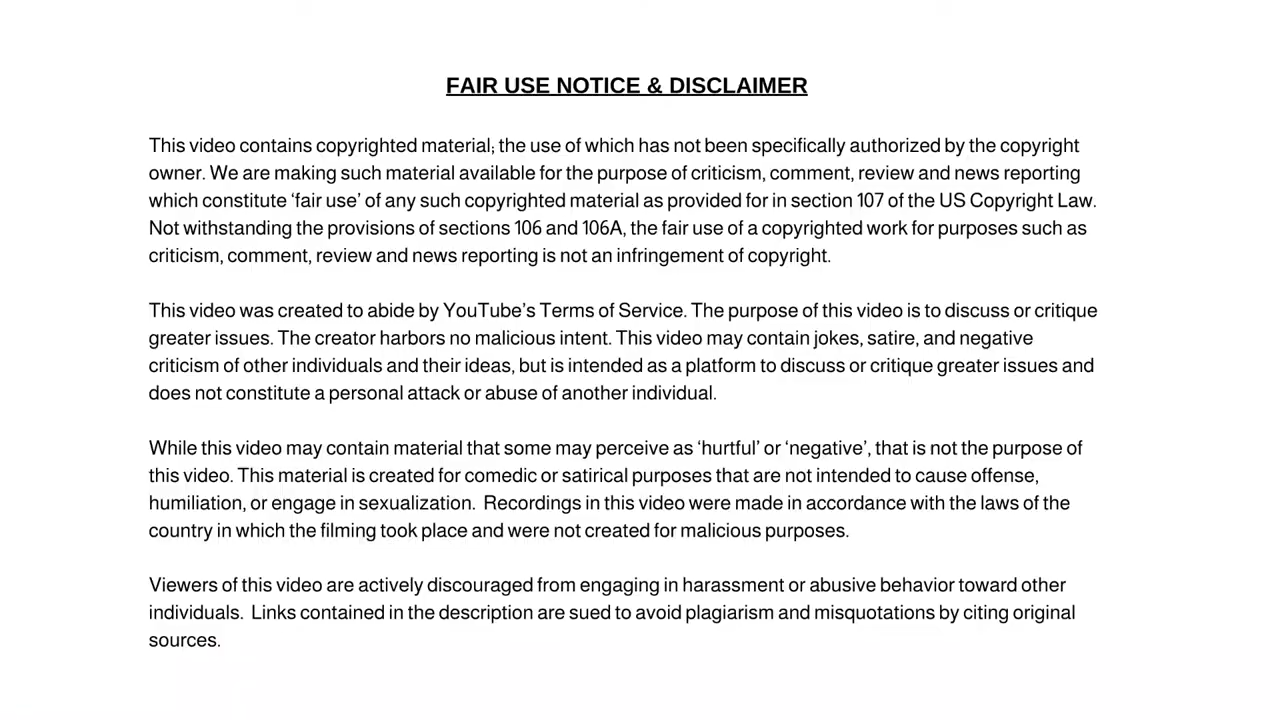 FAIR USE NOTICE & DISCLAIMER
This video contains copyrighted material; the use of which has not been specifically authorized by the copyright
owner. We are making such material available for the purpose of criticism, comment, review and news reporting
which constitute ‘fair use’ of any such copyrighted material as provided for in section 107 of the US Copyright Law.
Not withstanding the provisions of sections 106 and 106A, the fair use of a copyrighted work for purposes such as
criticism, comment, review and news reporting is not an infringement of copyright.
This video was created to abide by YouTube’s Terms of Service. The purpose of this video is to discuss or critique
greater issues. The creator harbors no malicious intent. This video may contain jokes, satire, and negative
criticism of other individuals and their ideas, but is intended as a platform to discuss or critique greater issues and
does not constitute a personal attack or abuse of another individual.
While this video may contain material that some may perceive as ‘hurtful’ or ‘negative’, that is not the purpose of
this video. This material is created for comedic or satirical purposes that are not intended to cause offense,
humiliation, or engage in sexualization. Recordings in this video were made in accordance with the laws of the
country in which the filming took place and were not created for malicious purposes.
Viewers of this video are actively discouraged from engaging in harassment or abusive behavior toward other
individuals. Links contained in the description are sued to avoid plagiarism and misquotations by citing original
sources.